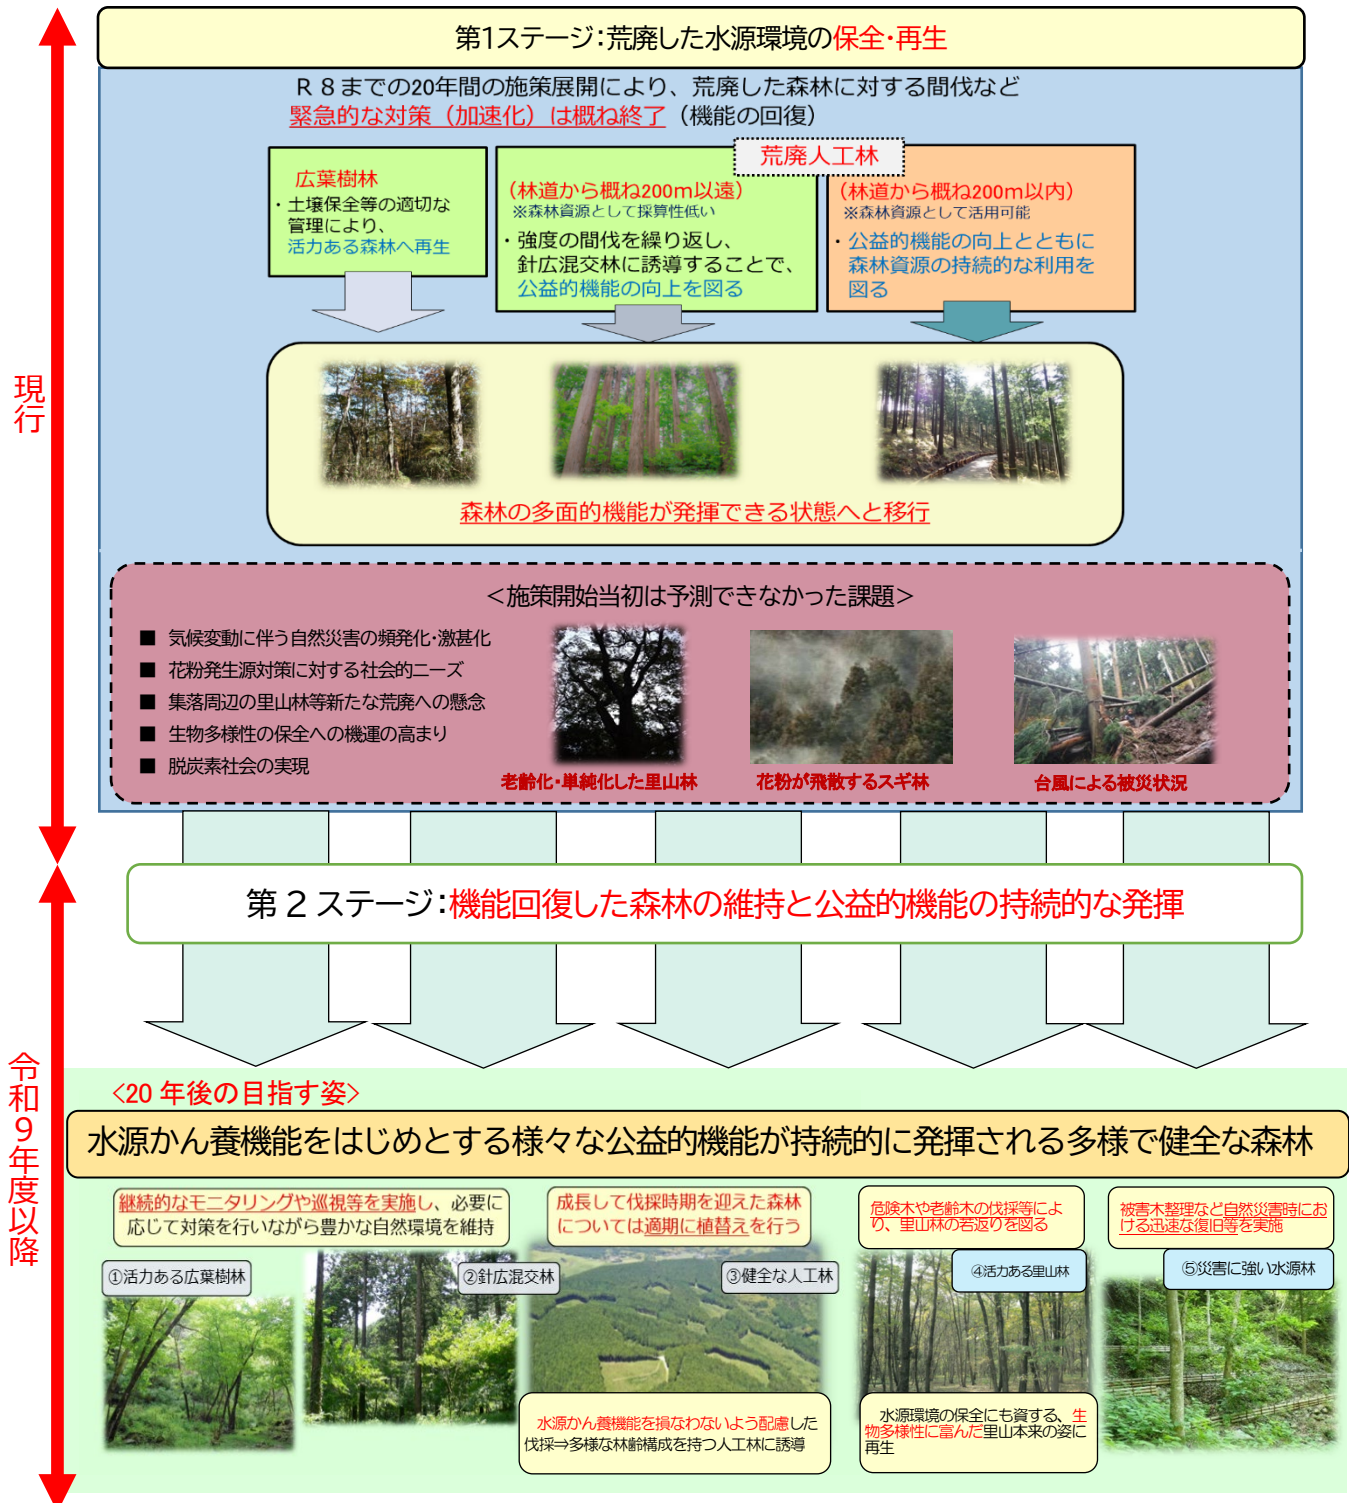 第1ステージ：荒廃した水源環境の保全・再生
現行
Ｒ８までの20年間の施策展開により、荒廃した森林に対する間伐など
緊急的な対策（加速化）は概ね終了（機能の回復）
荒廃人工林
広葉樹林
・土壌保全等の適切な
管理により、
活力ある森林へ再生
（林道から概ね200ｍ以遠）
※森林資源として採算性低い
・強度の間伐を繰り返し、
針広混交林に誘導することで、
公益的機能の向上を図る
（林道から概ね200ｍ以内）
※森林資源として活用可能
・公益的機能の向上とともに
森林資源の持続的な利用を
図る
森林の多面的機能が発揮できる状態へと移行
＜施策開始当初は予測できなかった課題＞
■ 気候変動に伴う自然災害の頻発化・激甚化
■ 花粉発生源対策に対する社会的ニーズ
■ 集落周辺の里山林等新たな荒廃への懸念
■ 生物多様性の保全への機運の高まり
■ 脱炭素社会の実現
老齢化・単純化した里山林
花粉が飛散するスギ林
台風による被災状況
第２ステージ：機能回復した森林の維持と公益的機能の持続的な発揮
令和９年度以降
<20 年後の目指す姿>
水源かん養機能をはじめとする様々な公益的機能が持続的に発揮される多様で健全な森林
継続的なモニタリングや巡視等を実施し、必要に
応じて対策を行いながら豊かな自然環境を維持
①活力ある広葉樹林
②針広混交林
成長して伐採時期を迎えた森林
については適期に植替えを行う
③健全な人工林
水源かん養機能を損なわないよう配慮した
伐採⇒多様な林齢構成を持つ人工林に誘導
危険木や老齢木の伐採等によ
り、里山林の若返りを図る
④活力ある里山林
水源環境の保全にも資する、生
物多様性に富んだ里山本来の姿に
再生
被害木整理など自然災害時にお
ける迅速な復旧等を実施
⑤災害に強い水源林